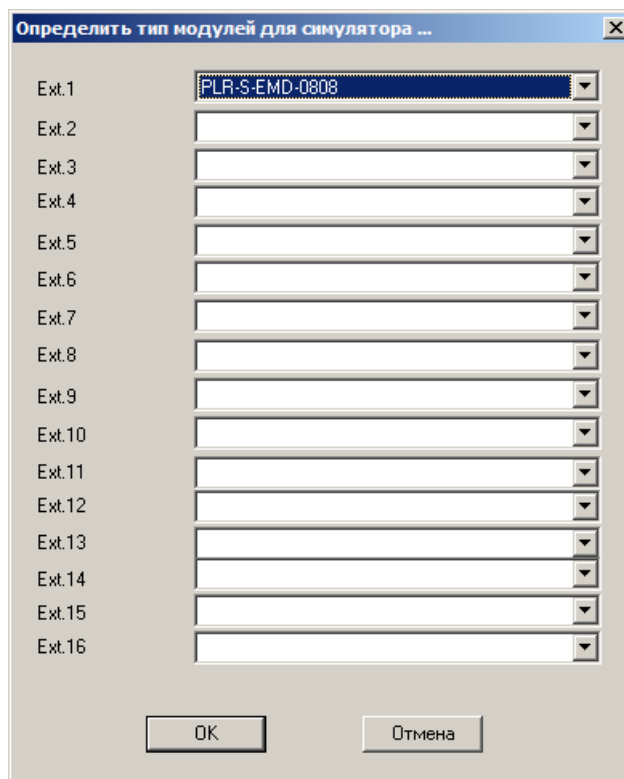 Определить тип модулей для симулятора ...
Ext.1 PLR-S-EMD-0808
Ext.2
Ext.3
Ext.4
Ext.5
Ext.6
Ext.7
Ext.8
Ext.9
Ext.10
Ext.11
Ext.12
Ext.13
Ext.14
Ext.15
Ext.16
OK Отмена